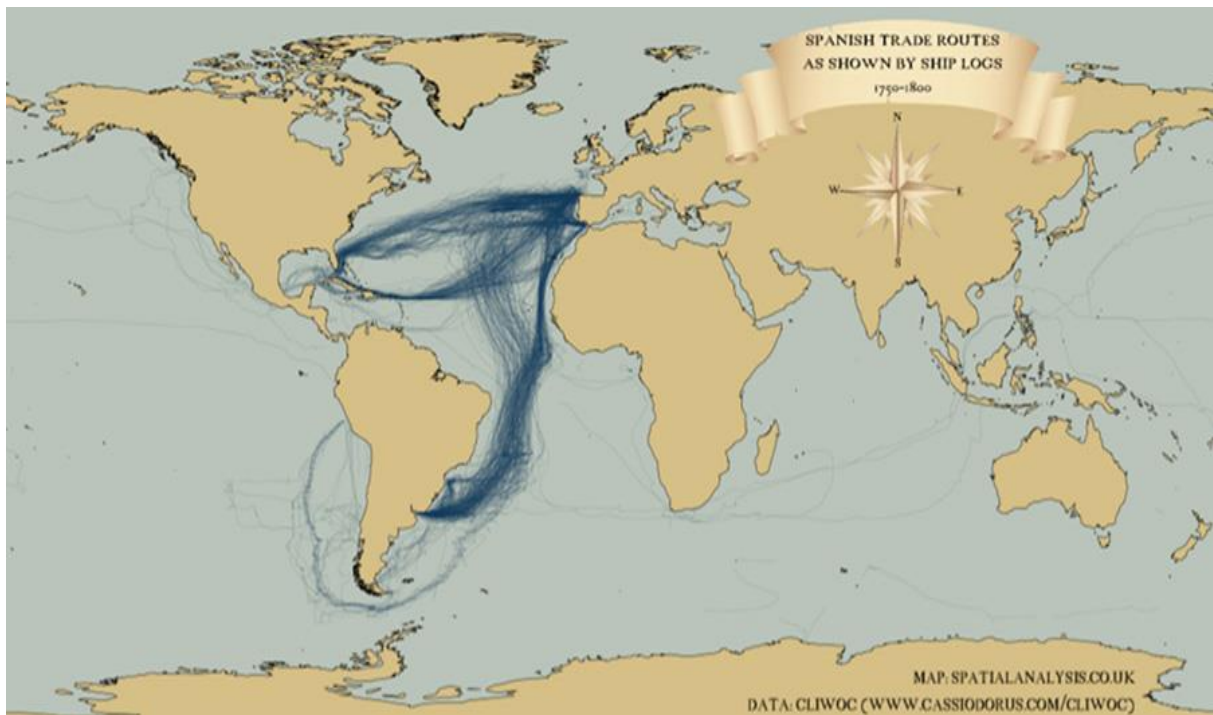 SPANISH TRADE ROUTES
AS SHOWN BY SHIP LOGS
1750-1800
N
W E
S
MAP: SPATIALANALYSIS.CO.UK
DATA: CLIWOC (WWW.CASSIODORUS.COM/CLIWOC)